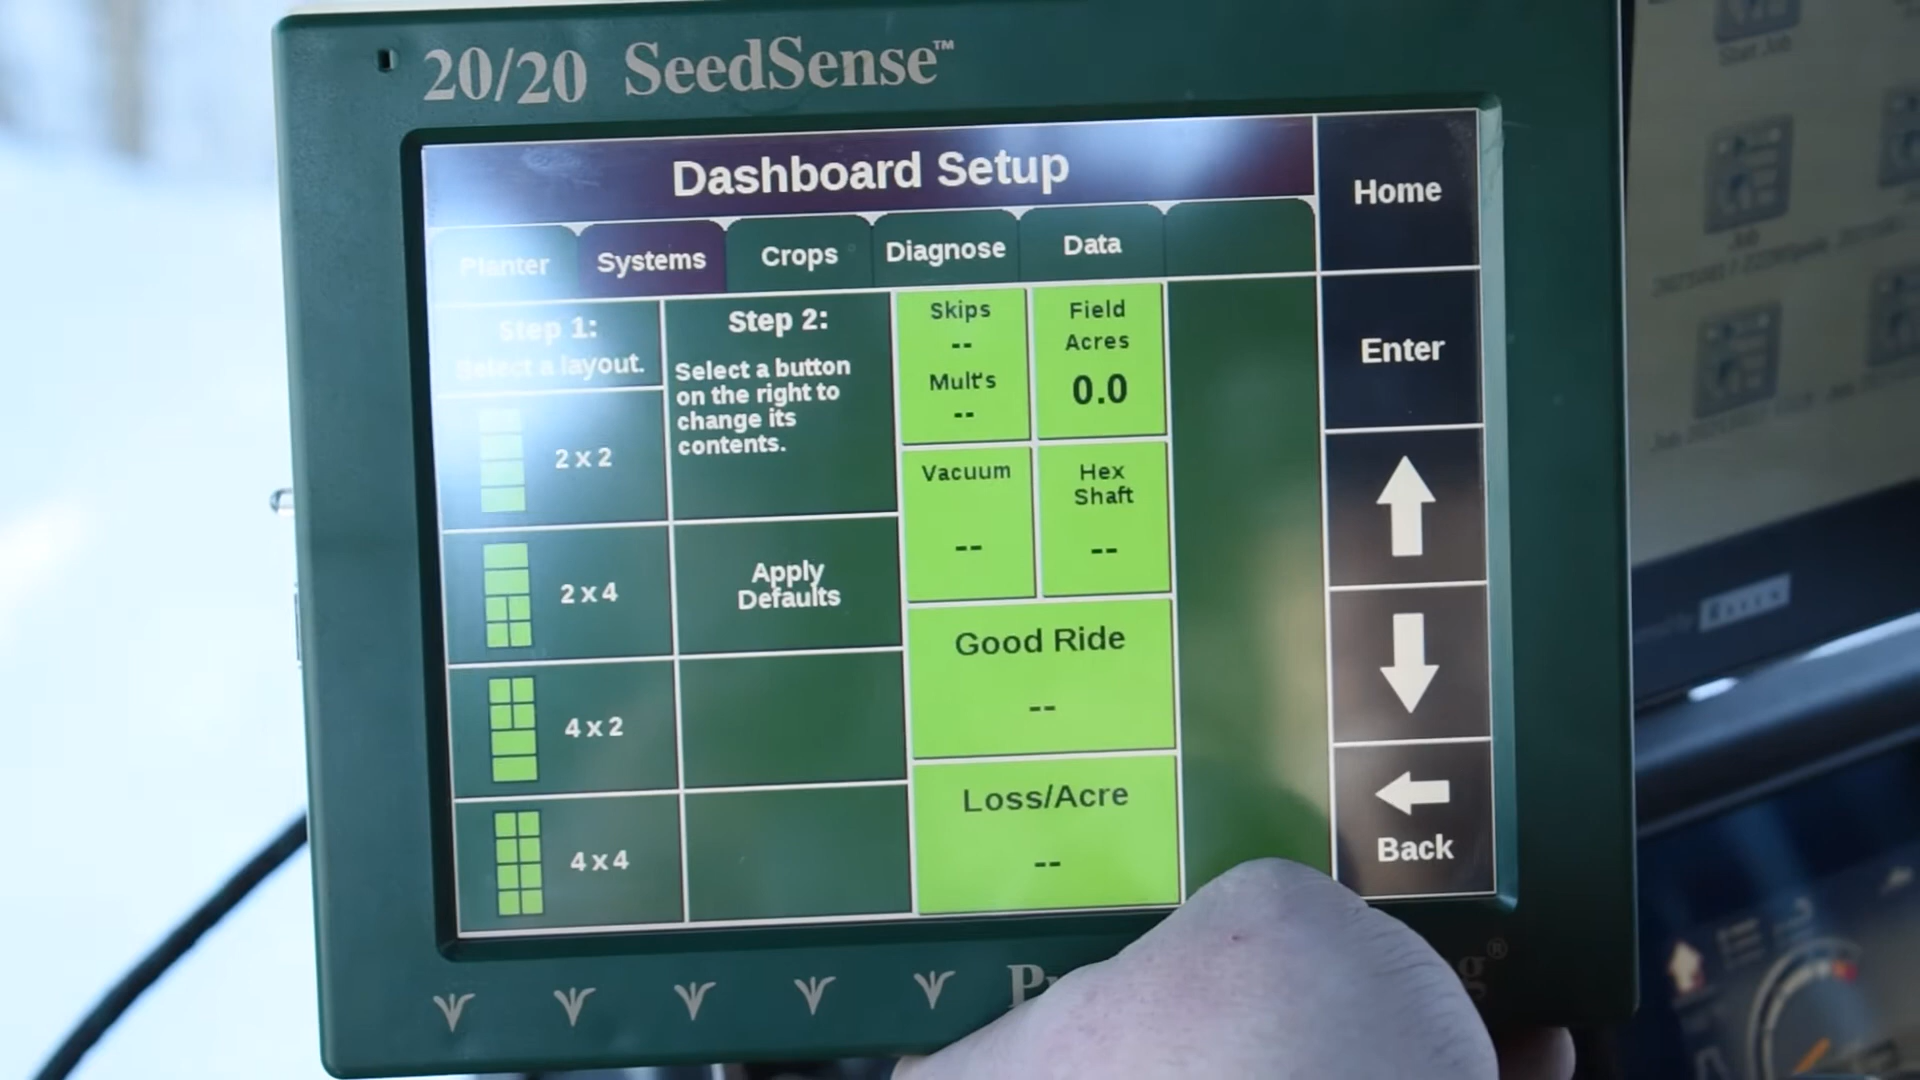 20/20 SeedSense™
Dashboard Setup
Planter
Systems
Crops
Diagnose
Data
Home
Enter
Back
Step 1:
Select a layout.
2 x 2
2 x 4
4 x 2
4 x 4
Step 2:
Select a button
on the right to
change its
contents.
Apply
Defaults
Skips
--
Mult's
--
Field
Acres
0.0
Vacuum
--
Hex
Shaft
--
Good Ride
--
Loss/Acre
--
Start Job